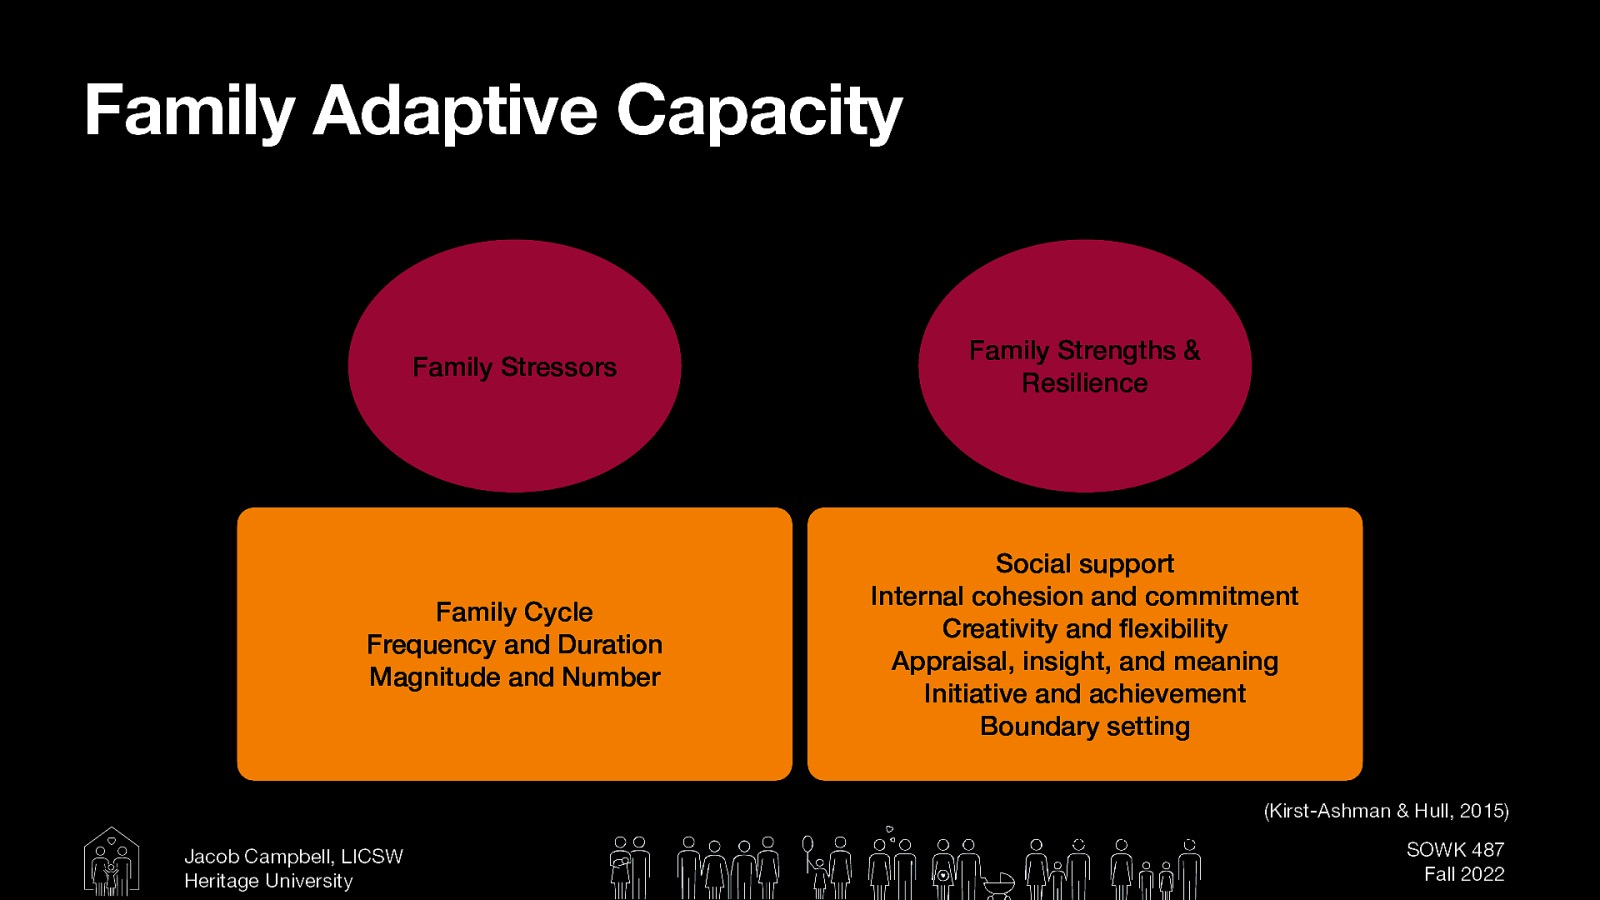 Family Adaptive Capacity
Family Stressors
Family Strengths &
Resilience
Family Cycle
Frequency and Duration
Magnitude and Number
Social support
Internal cohesion and commitment
Creativity and flexibility
Appraisal, insight, and meaning
Initiative and achievement
Boundary setting
(Kirst-Ashman & Hull, 2015)
Jacob Campbell, LICSW
Heritage University
SOWK 487
Fall 2022